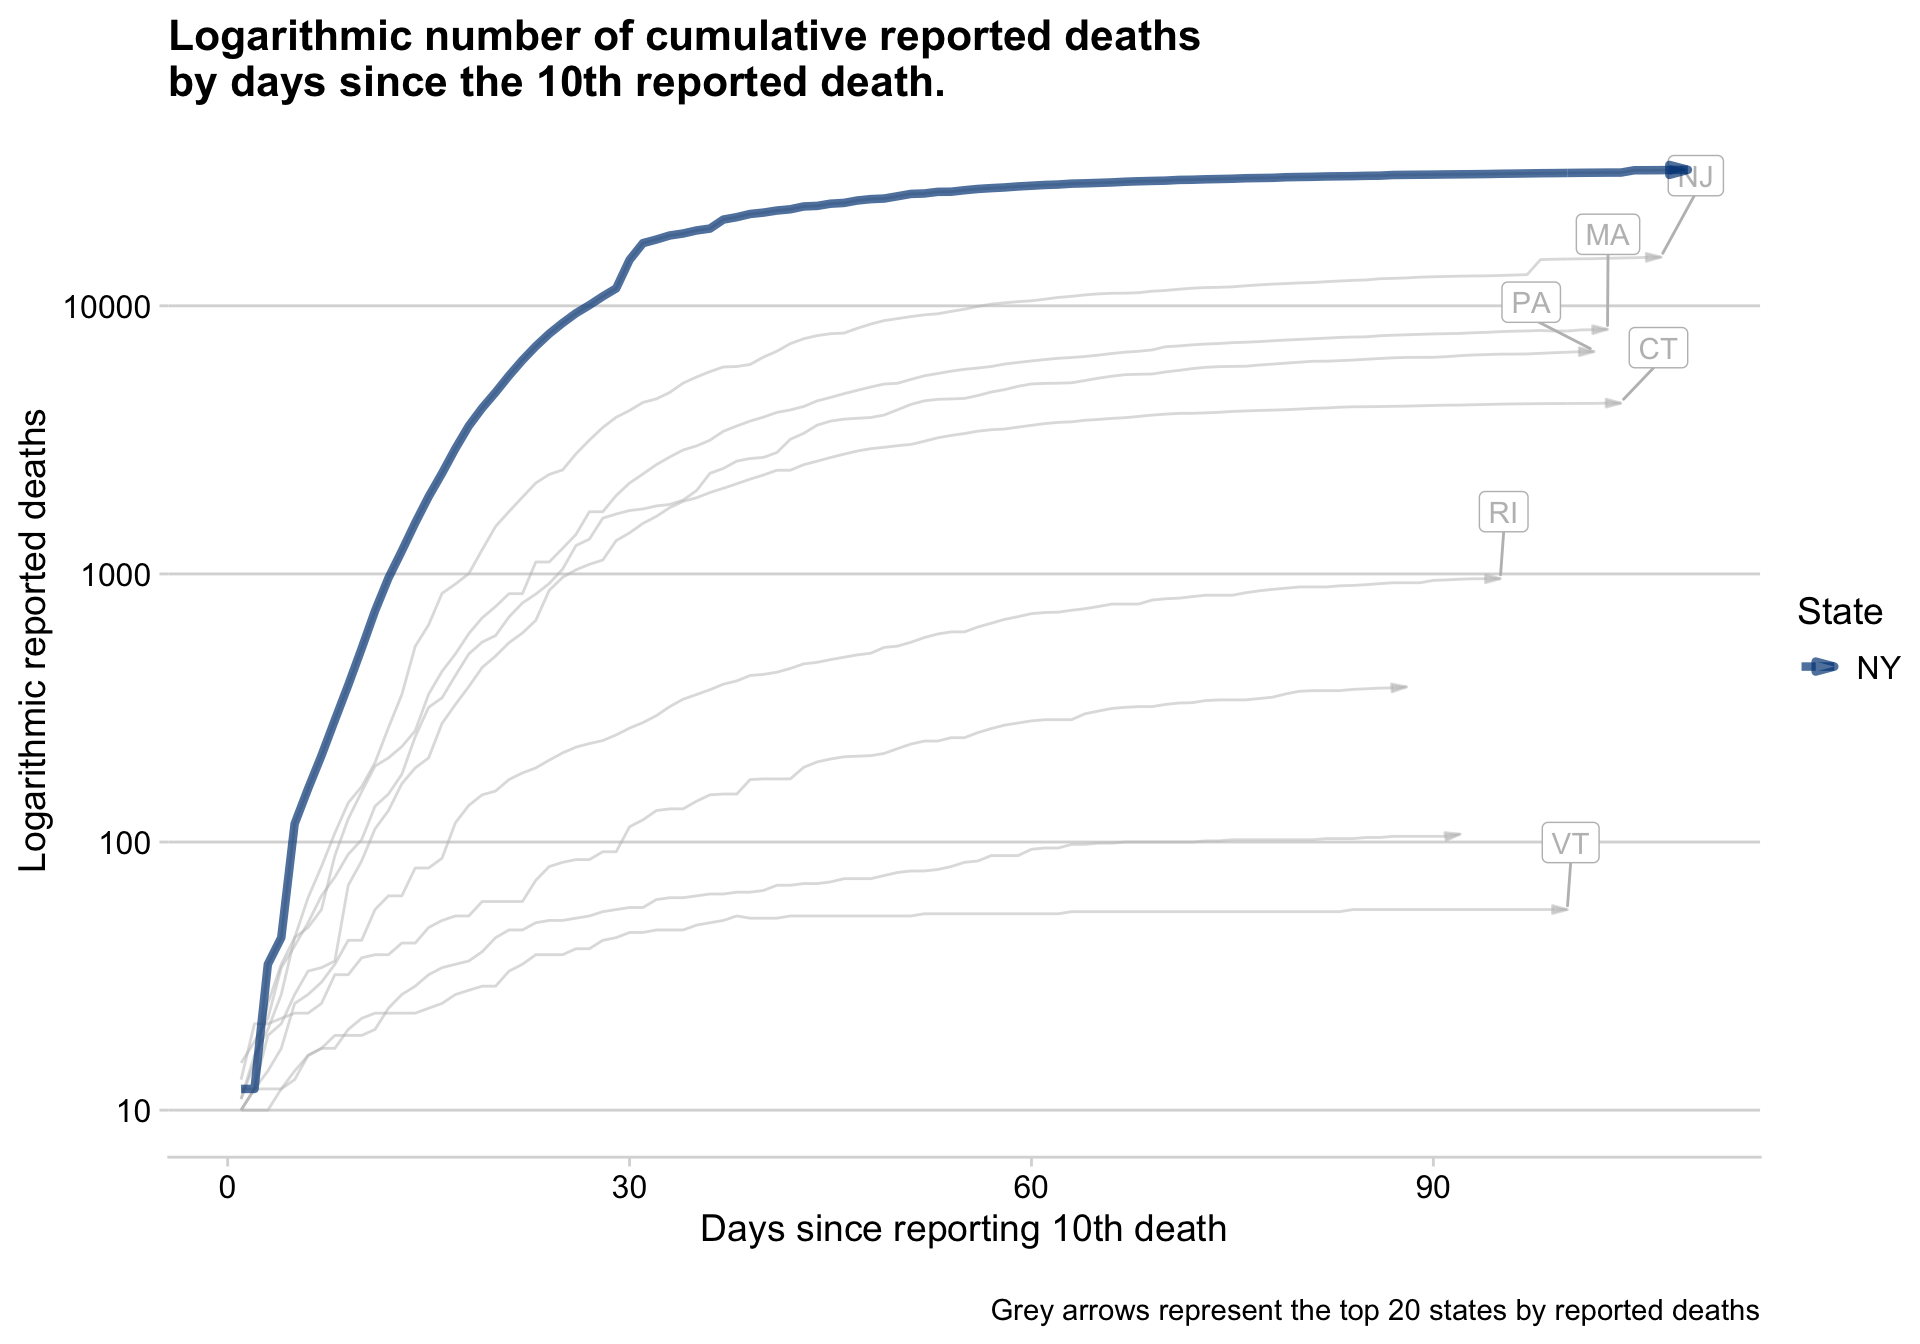 Logarithmic number of cumulative reported deaths
by days since the 10th reported death.
NJ
MA
PA
CT
RI
VT
10000
1000
100
10
Logarithmic reported deaths
0
30
60
90
Days since reporting 10th death
State
NY
Grey arrows represent the top 20 states by reported deaths